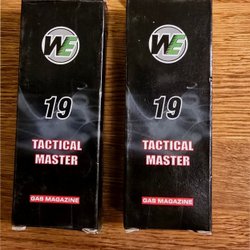 WE
19
TACTICAL
MASTER
GAS MAGAZINE
WE
19
TACTICAL
MASTER
GAS MAGAZINE